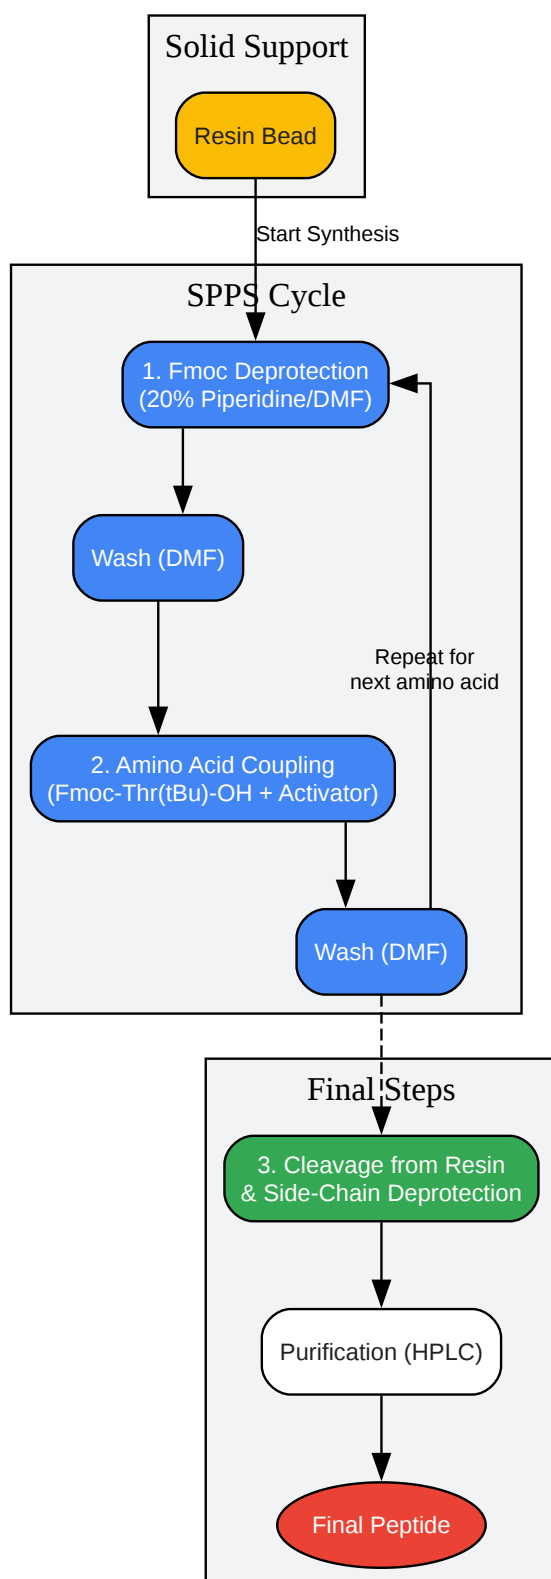 Solid Support
Resin Bead
Start Synthesis
SPPS Cycle
1. Fmoc Deprotection
(20% Piperidine/DMF)
Wash (DMF)
Repeat for
next amino acid
2. Amino Acid Coupling
(Fmoc-Thr(tBu)-OH + Activator)
Wash (DMF)
Final Steps
3. Cleavage from Resin
& Side-Chain Deprotection
Purification (HPLC)
Final Peptide